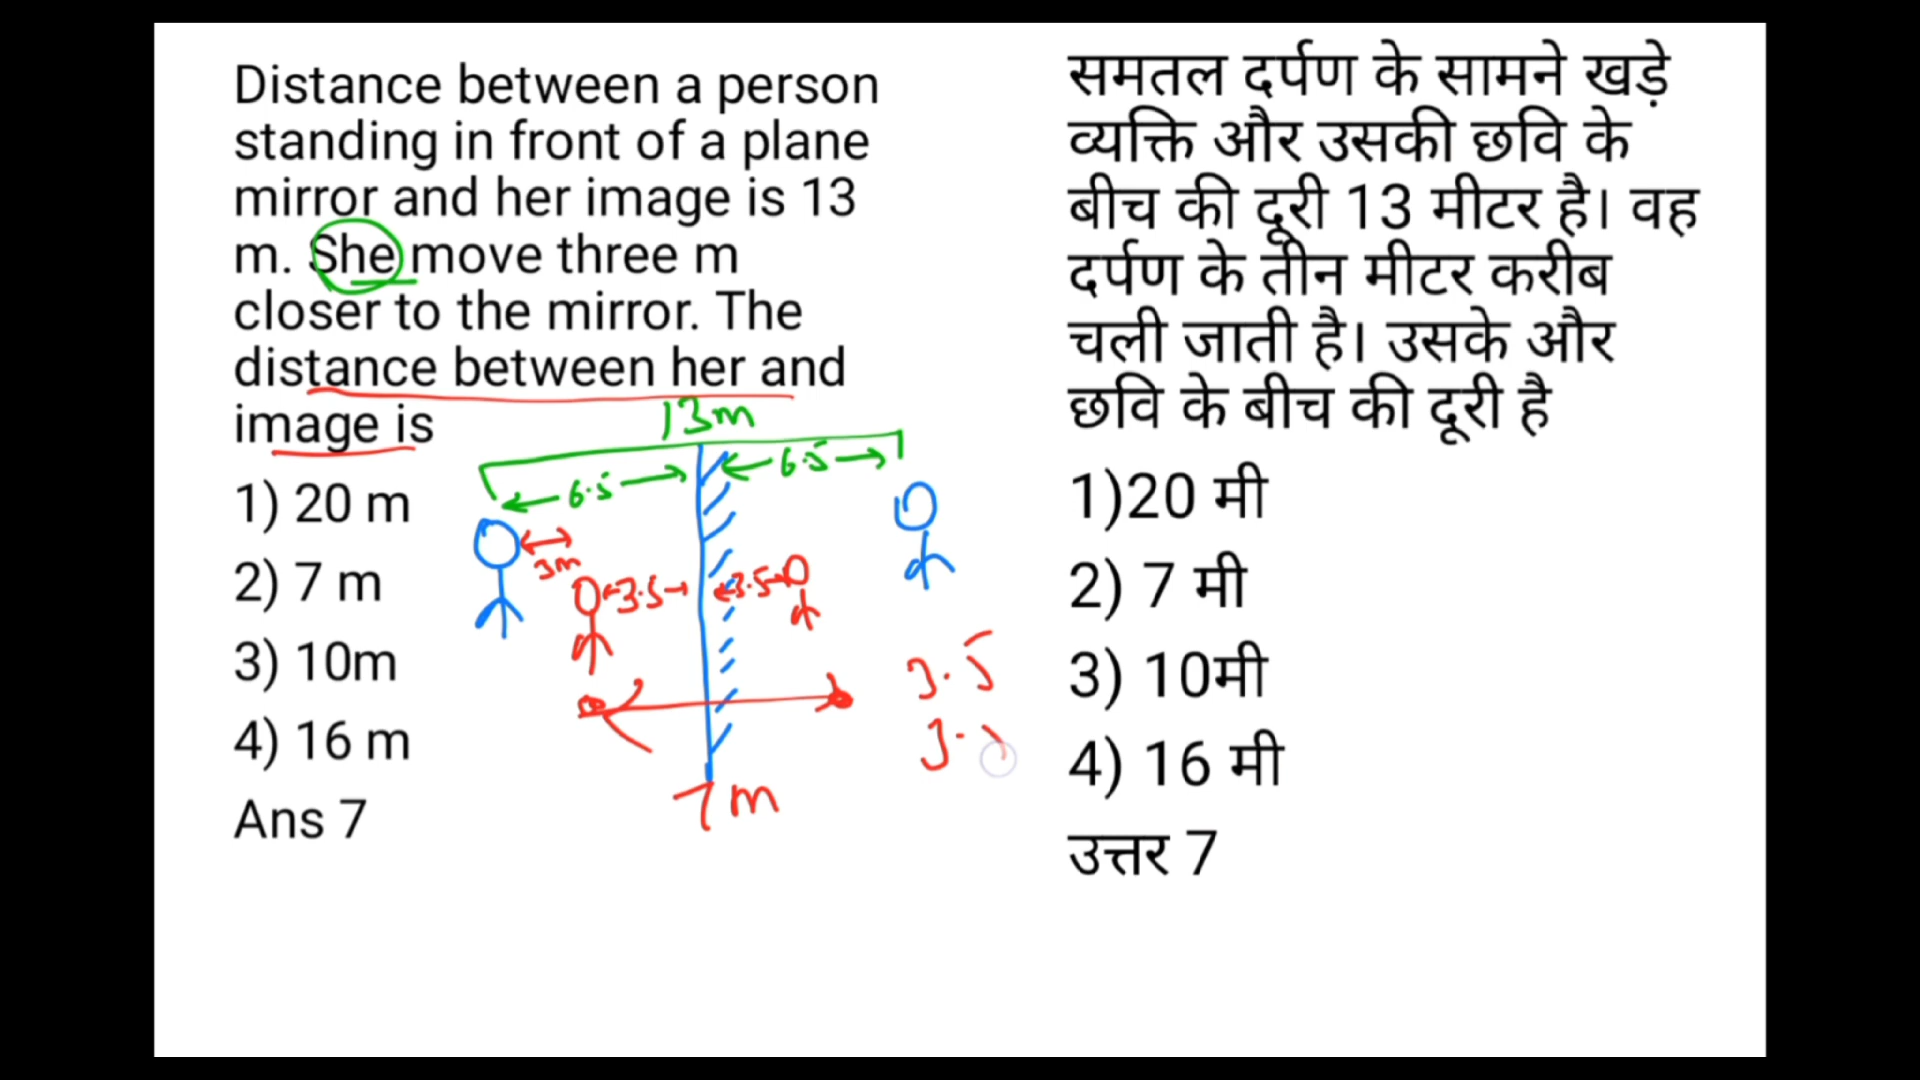 Distance between a person
standing in front of a plane
mirror and her image is 13
m. She move three m
closer to the mirror. The
distance between her and
image is
1) 20 m
2) 7 m
3) 10m
4) 16 m
Ans 7
13m
6.5
6.5
3m
3.5
3.5
3.5
3.
7m
समतल दर्पण के सामने खड़े
व्यक्ति और उसकी छवि के
बीच की दूरी 13 मीटर है। वह
दर्पण के तीन मीटर करीब
चली जाती है। उसके और
छवि के बीच की दूरी है
1)20 मी
2) 7 मी
3) 10मी
4) 16 मी
उत्तर 7